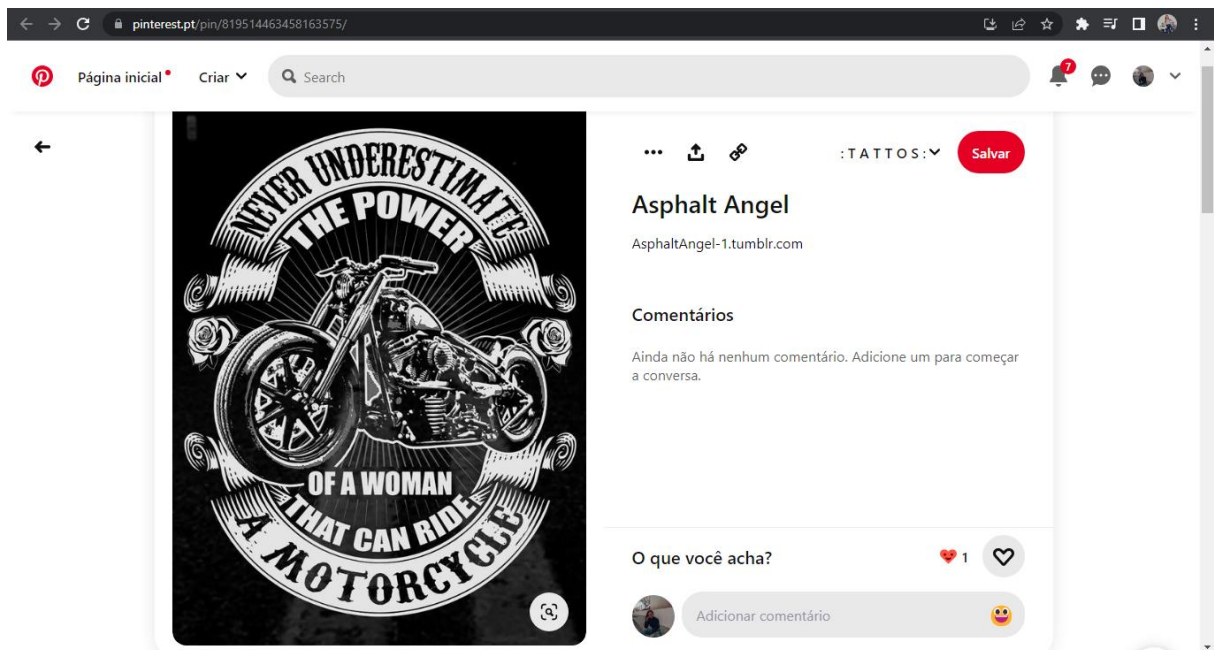 pinterest.pt/pin/819514463458163575/
Página inicial
Criar
Search
7
NEVER UNDERESTIMATE
THE POWER
OF A WOMAN
THAT CAN RIDE
A MOTORCYCLE
:TATTOS:
Salvar
Asphalt Angel
AsphaltAngel-1.tumblr.com
Comentários
Ainda não há nenhum comentário. Adicione um para começar
a conversa.
O que você acha?
1
Adicionar comentário